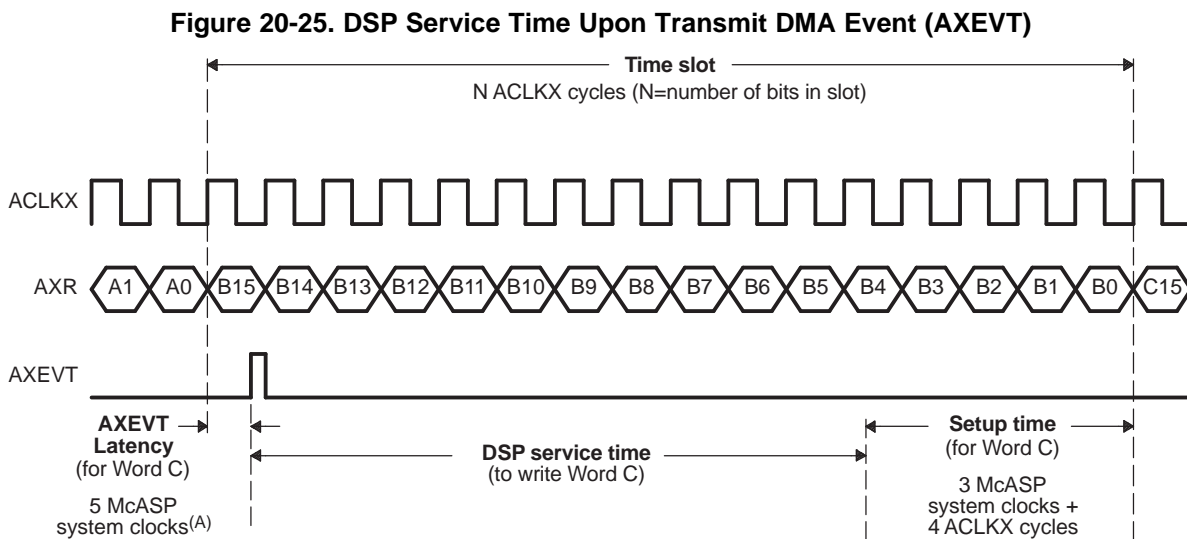 Figure 20-25. DSP Service Time Upon Transmit DMA Event (AXEVT)
Time slot
N ACLKX cycles (N=number of bits in slot)
ACLKX
AXR A1 A0 B15 B14 B13 B12 B11 B10 B9 B8 B7 B6 B5 B4 B3 B2 B1 B0 C15
AXEVT
AXEVT
Latency
(for Word C)
5 McASP
system clocks(A)
DSP service time
(to write Word C)
Setup time
(for Word C)
3 McASP
system clocks +
4 ACLKX cycles